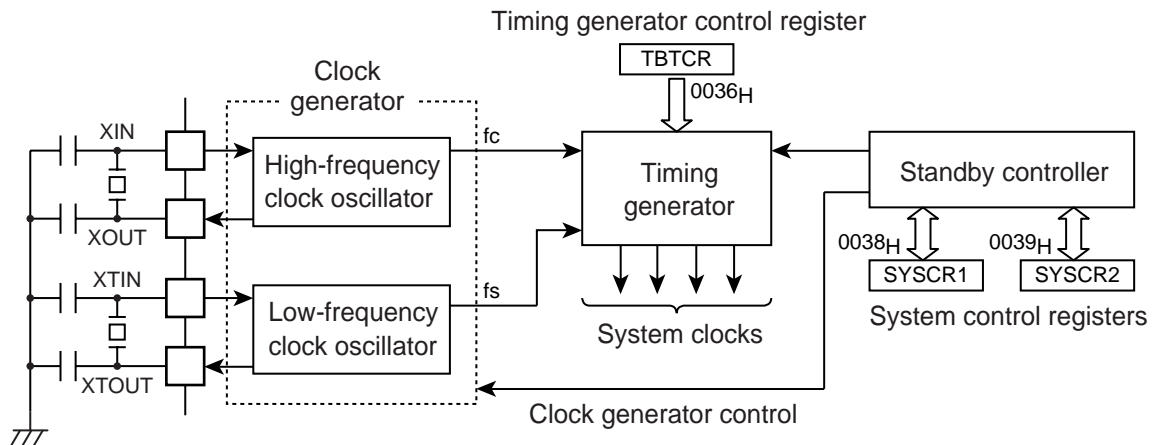 Timing generator control register
TBTCR
0036H
Clock
generator
XIN
High-frequency
clock oscillator
fc
Timing
generator
Standby controller
XOUT
0038H
0039H
SYSCR1
SYSCR2
XTIN
Low-frequency
clock oscillator
fs
System clocks
System control registers
XTOUT
Clock generator control